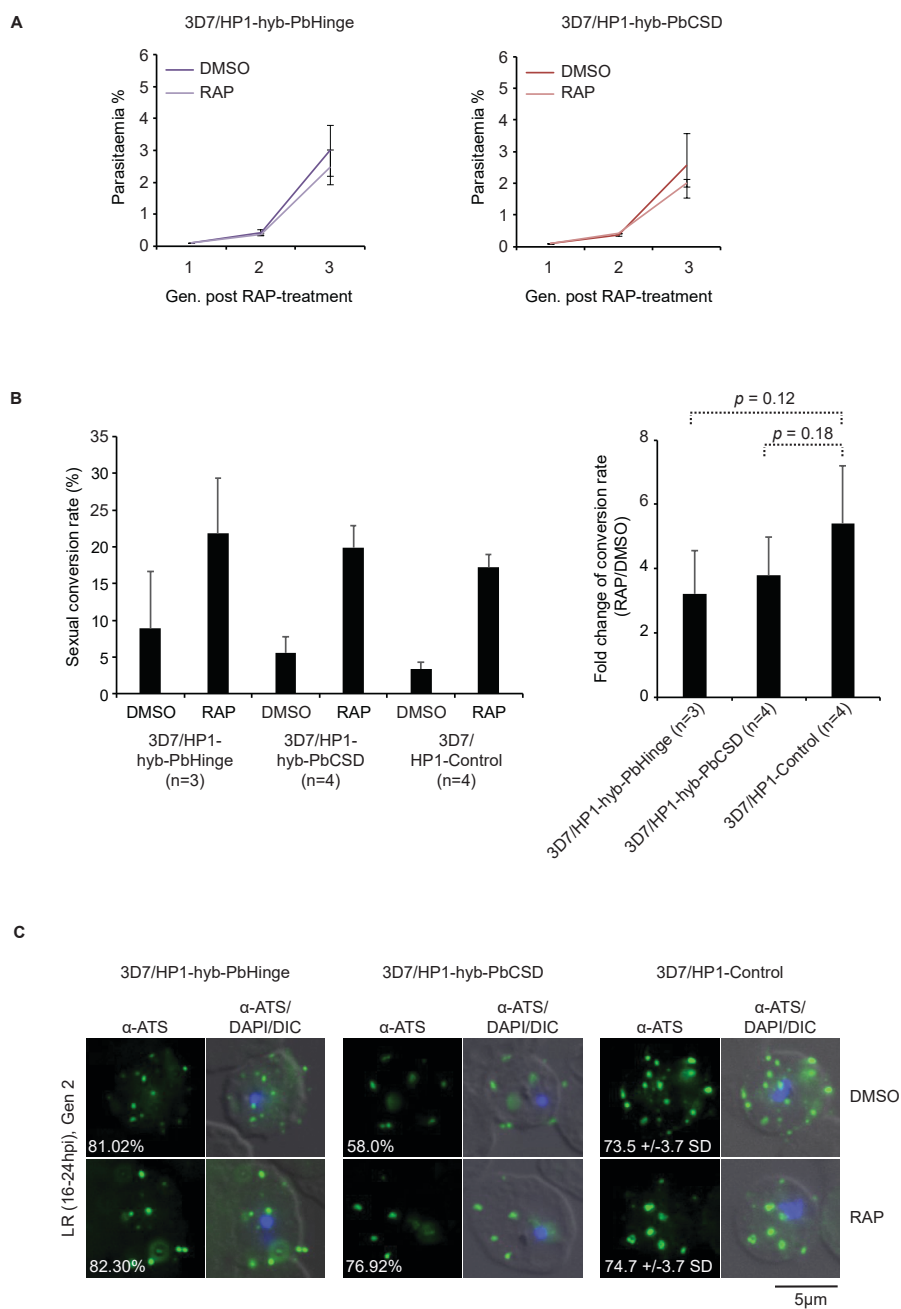 A
3D7/HP1-hyb-PbHinge
3D7/HP1-hyb-PbCSD
Parasitaemia %
6
5
4
3
2
1
0
DMSO
RAP
1 2 3
Gen. post RAP-treatment
Parasitaemia %
6
5
4
3
2
1
0
DMSO
RAP
1 2 3
Gen. post RAP-treatment
B
Sexual conversion rate (%)
35
30
25
20
15
10
5
0
DMSO RAP DMSO RAP DMSO RAP
3D7/HP1-
hyb-PbHinge
(n=3)
3D7/HP1-
hyb-PbCSD
(n=4)
3D7/
HP1-Control
(n=4)
p = 0.12
p = 0.18
Fold change of conversion rate
(RAP/DMSO)
8
6
4
2
0
3D7/HP1-hyb-PbHinge (n=3)
3D7/HP1-hyb-PbCSD (n=4)
3D7/HP1-Control (n=4)
C
3D7/HP1-hyb-PbHinge
3D7/HP1-hyb-PbCSD
3D7/HP1-Control
α-ATS
α-ATS/
DAPI/DIC
α-ATS
α-ATS/
DAPI/DIC
α-ATS
α-ATS/
DAPI/DIC
LR (16-24hpi), Gen 2
81.02%
58.0%
73.5 +/-3.7 SD
DMSO
82.30%
76.92%
74.7 +/-3.7 SD
RAP
5µm